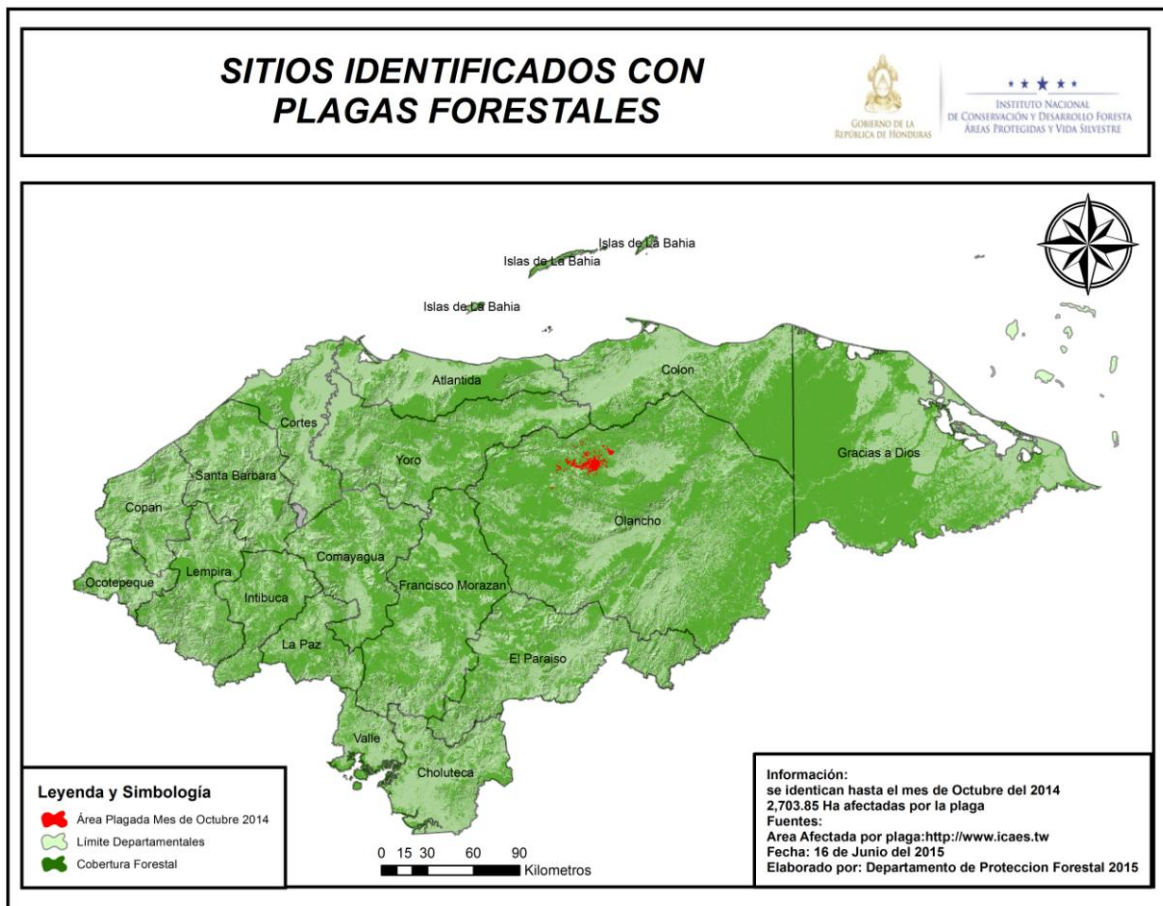 SITIOS IDENTIFICADOS CON
PLAGAS FORESTALES
GOBIERNO DE LA
REPÚBLICA DE HONDURAS
INSTITUTO NACIONAL
DE CONSERVACIÓN Y DESARROLLO FORESTA
ÁREAS PROTEGIDAS Y VIDA SILVESTRE
Islas de La Bahia
Islas de La Bahia
Islas de La Bahia
Atlantida
Colon
Cortes
Yoro
Gracias a Dios
Santa Barbara
Copan
Olancho
Comayagua
Lempira
Ocotepeque
Francisco Morazan
Intibuca
La Paz
El Paraiso
Valle
Choluteca
Leyenda y Simbología
Área Plagada Mes de Octubre 2014
Límite Departamentales
Cobertura Forestal
0 15 30 60 90
Kilometros
Información:
se identican hasta el mes de Octubre del 2014
2,703.85 Ha afectadas por la plaga
Fuentes:
Area Afectada por plaga:http://www.icaes.tw
Fecha: 16 de Junio del 2015
Elaborado por: Departamento de Proteccion Forestal 2015